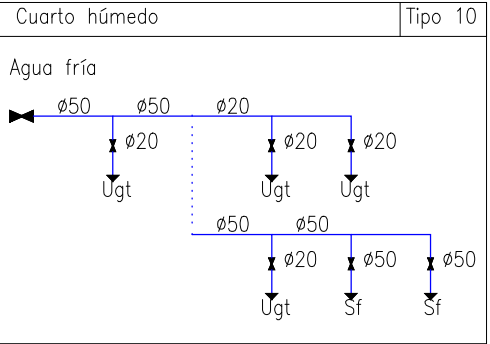 Cuarto húmedo
Tipo 10
Agua fría
ø50 ø50 ø20
ø20 ø20 ø20
Ugt Ugt Ugt
ø50 ø50
ø20 ø50 ø50
Ugt Sf Sf